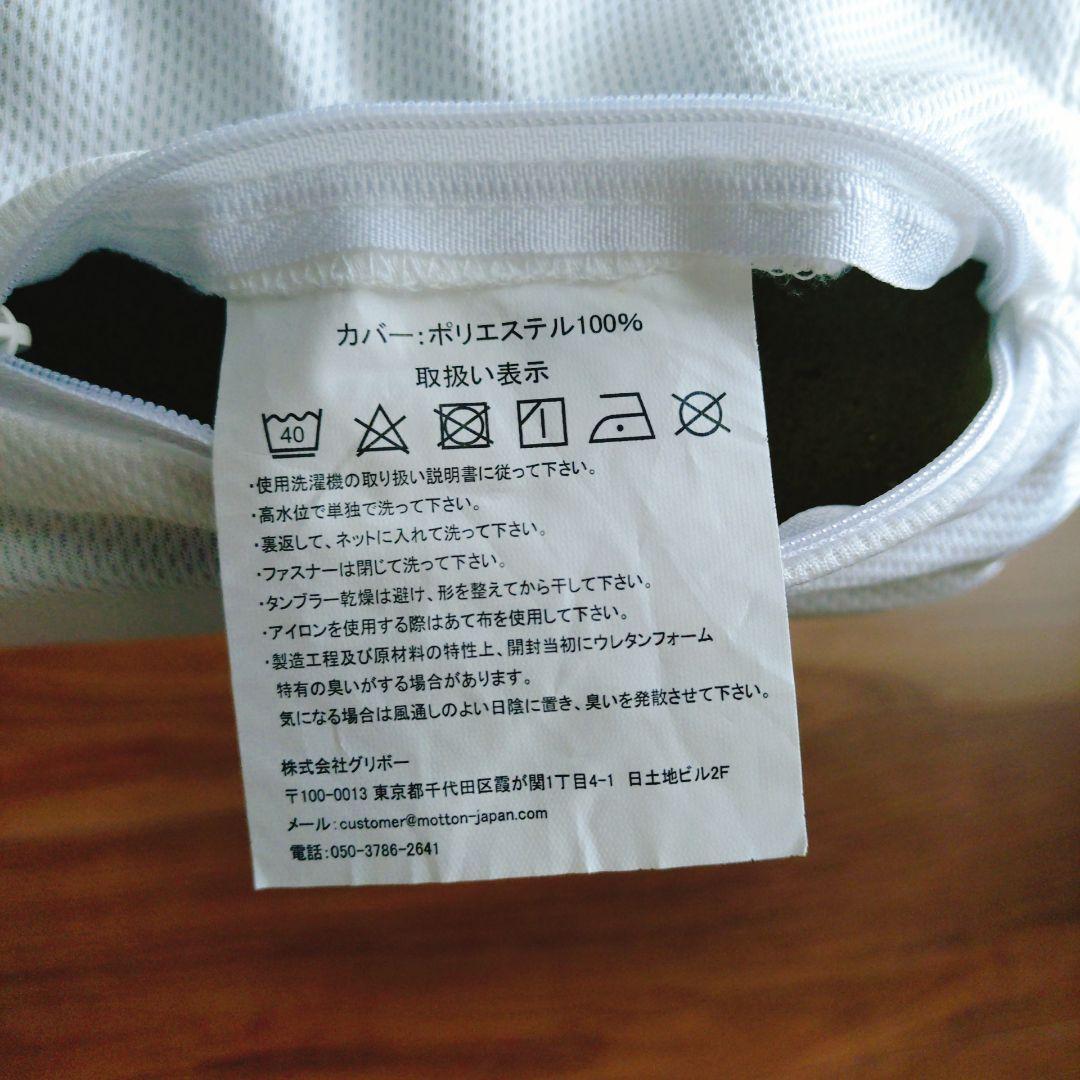 カバー：ポリエステル100%
取扱い表示
40
・使用洗濯機の取り扱い説明書に従って下さい。
・高水位で単独で洗って下さい。
・裏返して、ネットに入れて洗って下さい。
・ファスナーは閉じて洗って下さい。
・タンブラー乾燥は避け、形を整えてから干して下さい。
・アイロンを使用する際はあて布を使用して下さい。
・製造工程及び原材料の特性上、開封当初にウレタンフォーム
特有の臭いがする場合があります。
気になる場合は風通しのよい日陰に置き、臭いを発散させて下さい。
株式会社グリボー
〒100-0013 東京都千代田区霞が関1丁目4-1 日土地ビル2F
メール：customer@motton-japan.com
電話：050-3786-2641